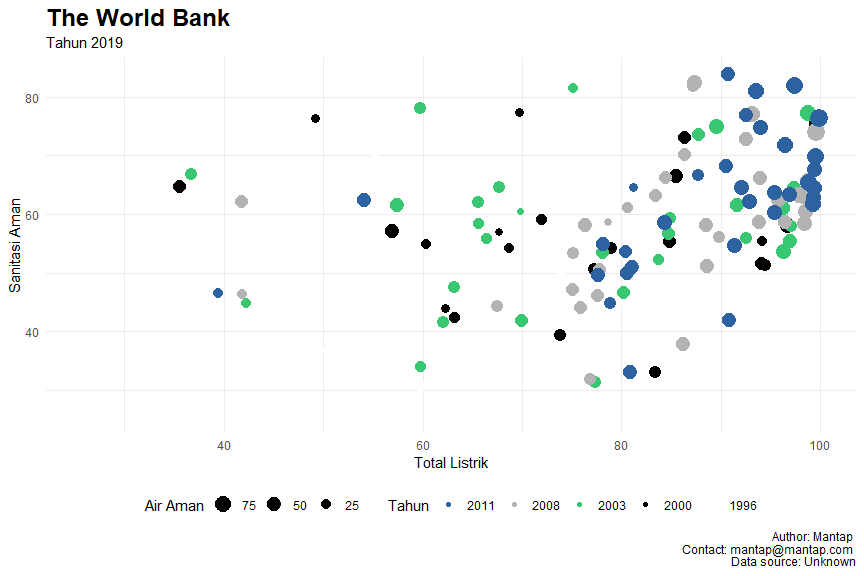 The World Bank
Tahun 2019
80
60
40
Sanitasi Aman
40 60 80 100
Total Listrik
Air Aman 75 50 25 Tahun 2011 2008 2003 2000 1996
Author: Mantap
Contact: mantap@mantap.com
Data source: Unknown